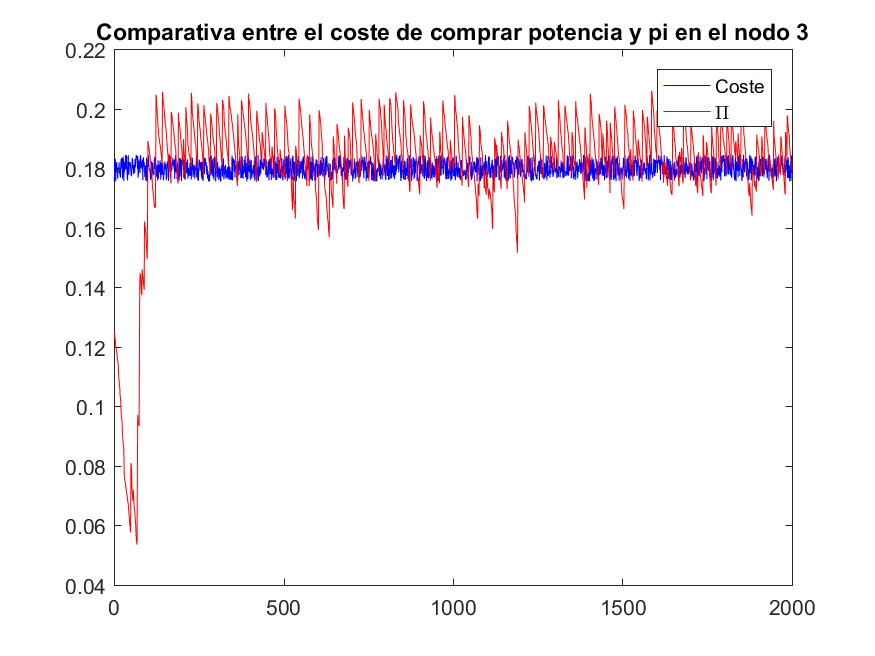 Comparativa entre el coste de comprar potencia y pi en el nodo 3
0.22
0.2
0.18
0.16
0.14
0.12
0.1
0.08
0.06
0.04
Coste
Π
0 500 1000 1500 2000